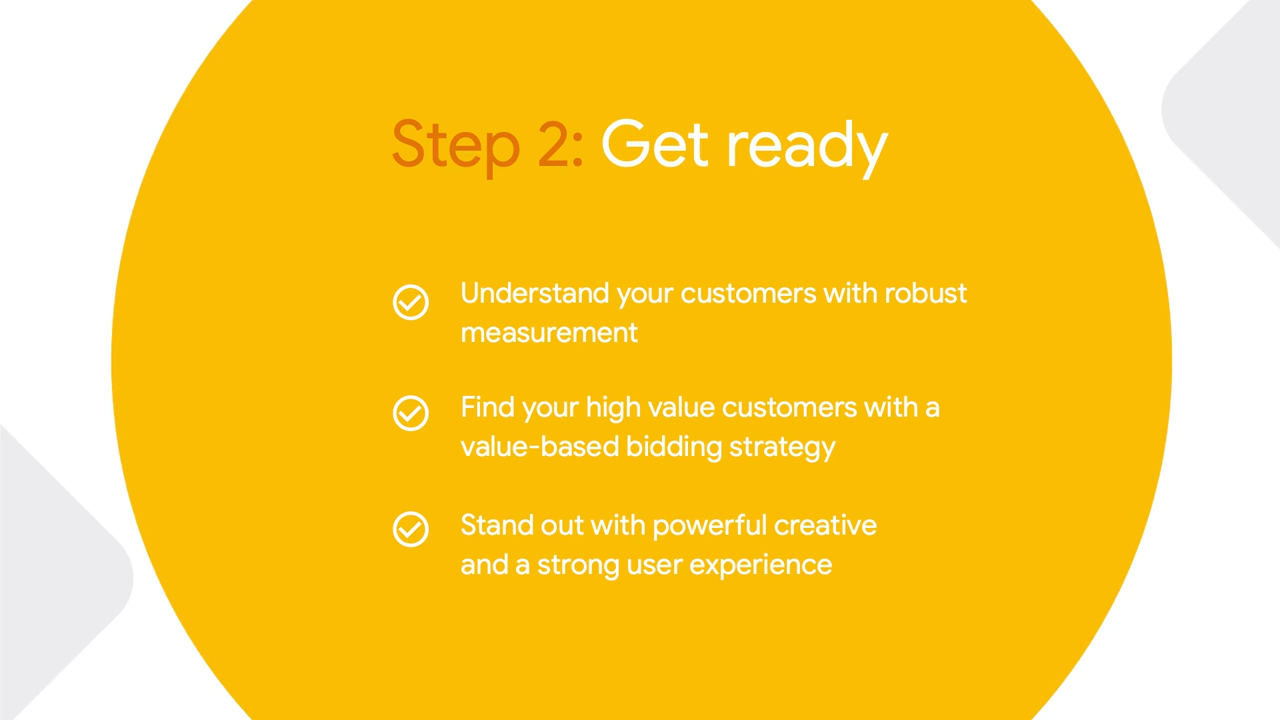 Step 2: Get ready
Understand your customers with robust
measurement
Find your high value customers with a
value-based bidding strategy
Stand out with powerful creative
and a strong user experience